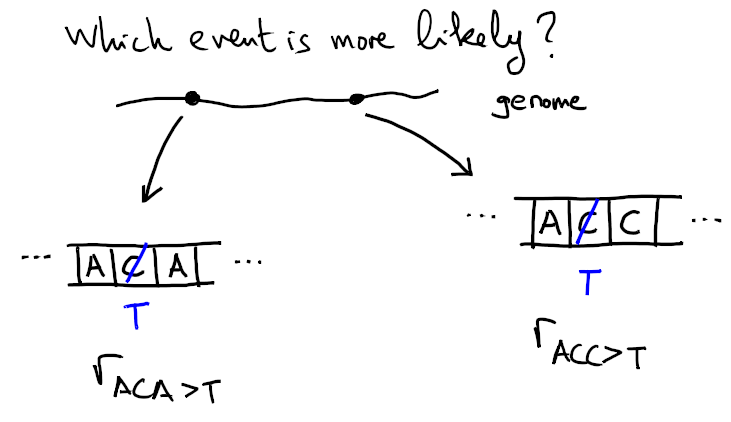 Which event is more likely?
genome
... A C C ...
T
r ACC>T
... A C A ...
T
r ACA>T